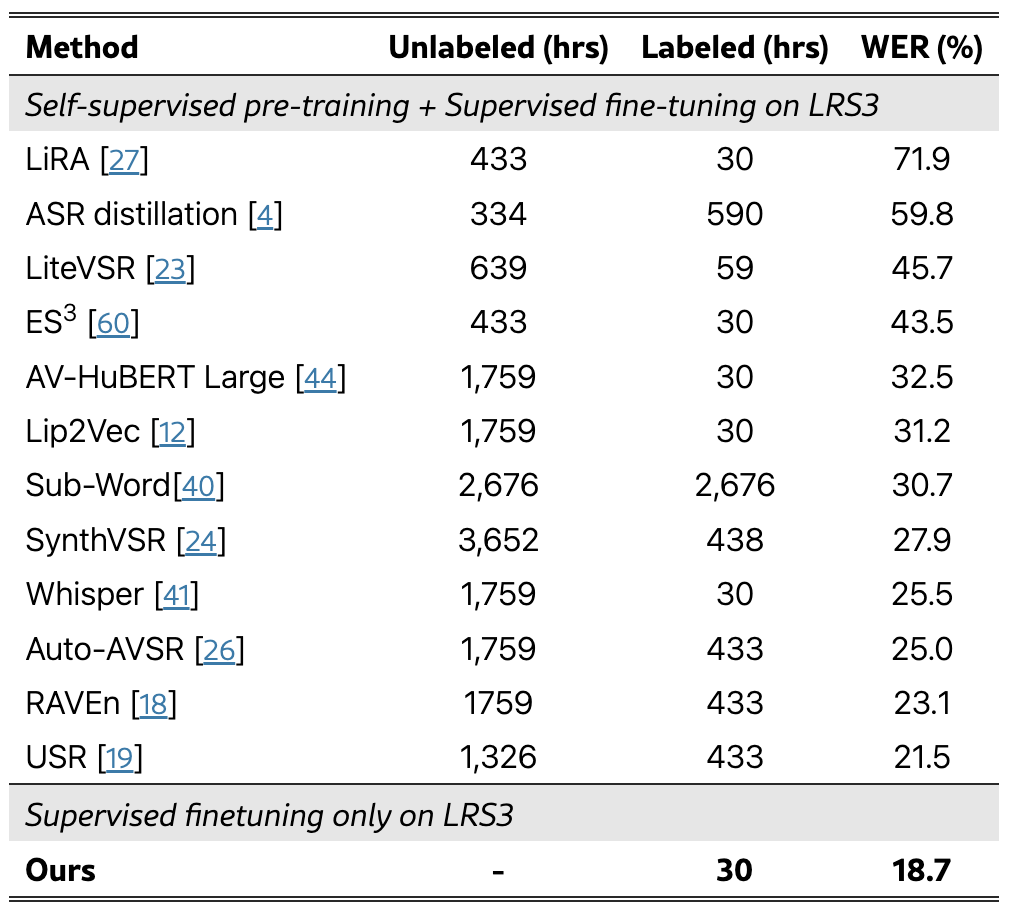 Method Unlabeled (hrs) Labeled (hrs) WER (%)
Self-supervised pre-training + Supervised fine-tuning on LRS3
LiRA [27] 433 30 71.9
ASR distillation [4] 334 590 59.8
LiteVSR [23] 639 59 45.7
ES³ [60] 433 30 43.5
AV-HuBERT Large [44] 1,759 30 32.5
Lip2Vec [12] 1,759 30 31.2
Sub-Word[40] 2,676 2,676 30.7
SynthVSR [24] 3,652 438 27.9
Whisper [41] 1,759 30 25.5
Auto-AVSR [26] 1,759 433 25.0
RAVEn [18] 1759 433 23.1
USR [19] 1,326 433 21.5
Supervised finetuning only on LRS3
Ours - 30 18.7